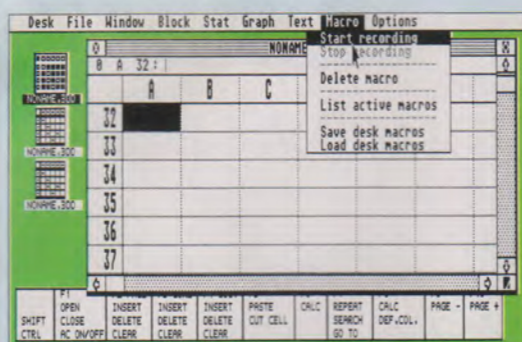 Desk File Window Block Stat Graph Text Macro Options
NONAME
Start recording
Stop recording
Delete macro
List active macros
Save desk macros
Load desk macros
0 A 32:
A B C
NONAME.300
32
33
NONAME.300
34
35
NONAME.300
36
37
F1
OPEN INSERT INSERT INSERT PASTE CALC REPEAT CALC PAGE - PAGE +
SHIFT CLOSE DELETE DELETE DELETE CUT CELL SEARCH DEF.COL.
CTRL AC ON/OFF CLEAR CLEAR CLEAR GO TO